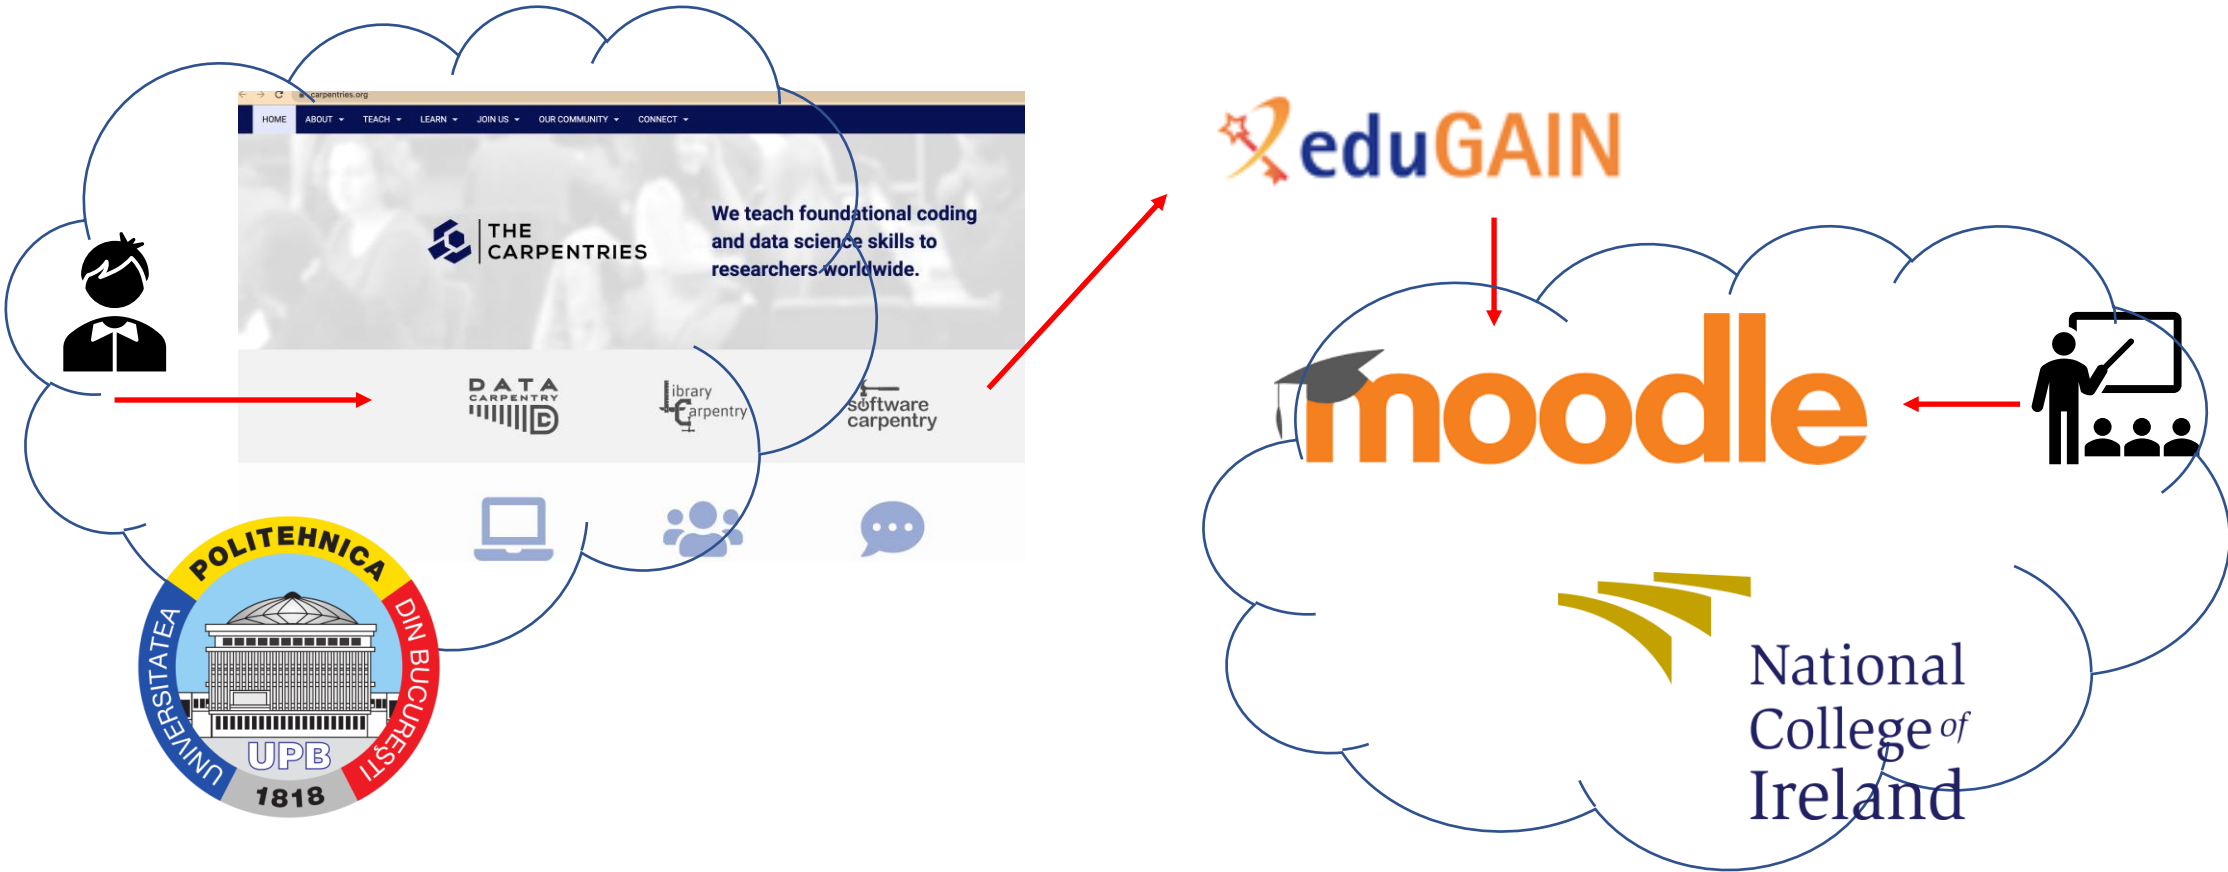 carpentries.org
HOME ABOUT TEACH LEARN JOIN US OUR COMMUNITY CONNECT
THE
CARPENTRIES
We teach foundational coding
and data science skills to
researchers worldwide.
DATA
CARPENTRY
D
library
Carpentry
software
carpentry
UNIVERSITATEA
POLITEHNICA
DIN BUCUREŞTI
UPB
1818
eduGAIN
moodle
National
College of
Ireland